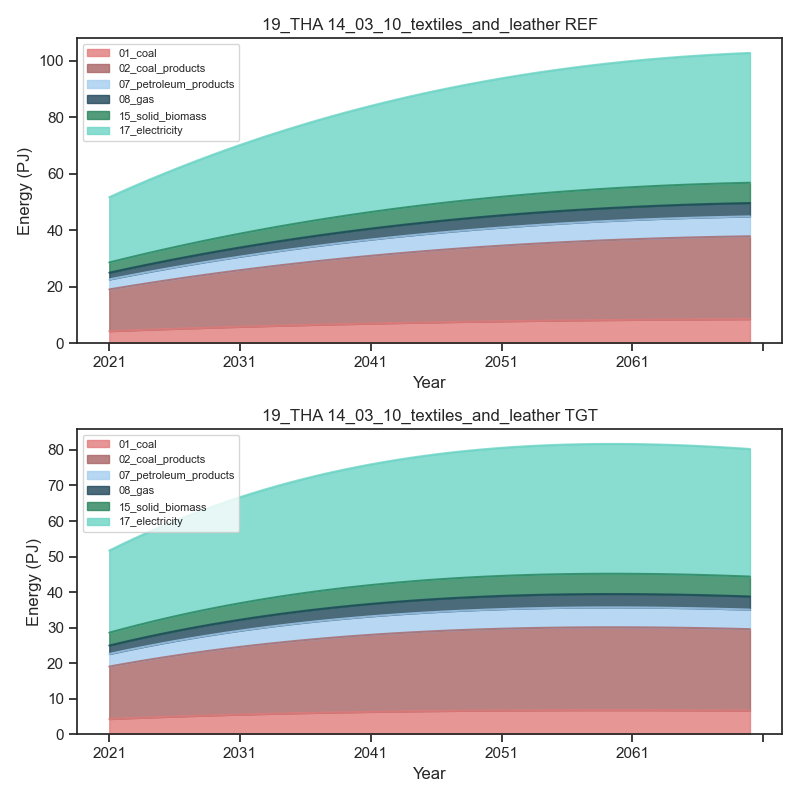 19_THA 14_03_10_textiles_and_leather REF
01_coal
02_coal_products
07_petroleum_products
08_gas
15_solid_biomass
17_electricity
Energy (PJ)
100
80
60
40
20
0
2021 2031 2041 2051 2061
Year
19_THA 14_03_10_textiles_and_leather TGT
01_coal
02_coal_products
07_petroleum_products
08_gas
15_solid_biomass
17_electricity
Energy (PJ)
80
70
60
50
40
30
20
10
0
2021 2031 2041 2051 2061
Year